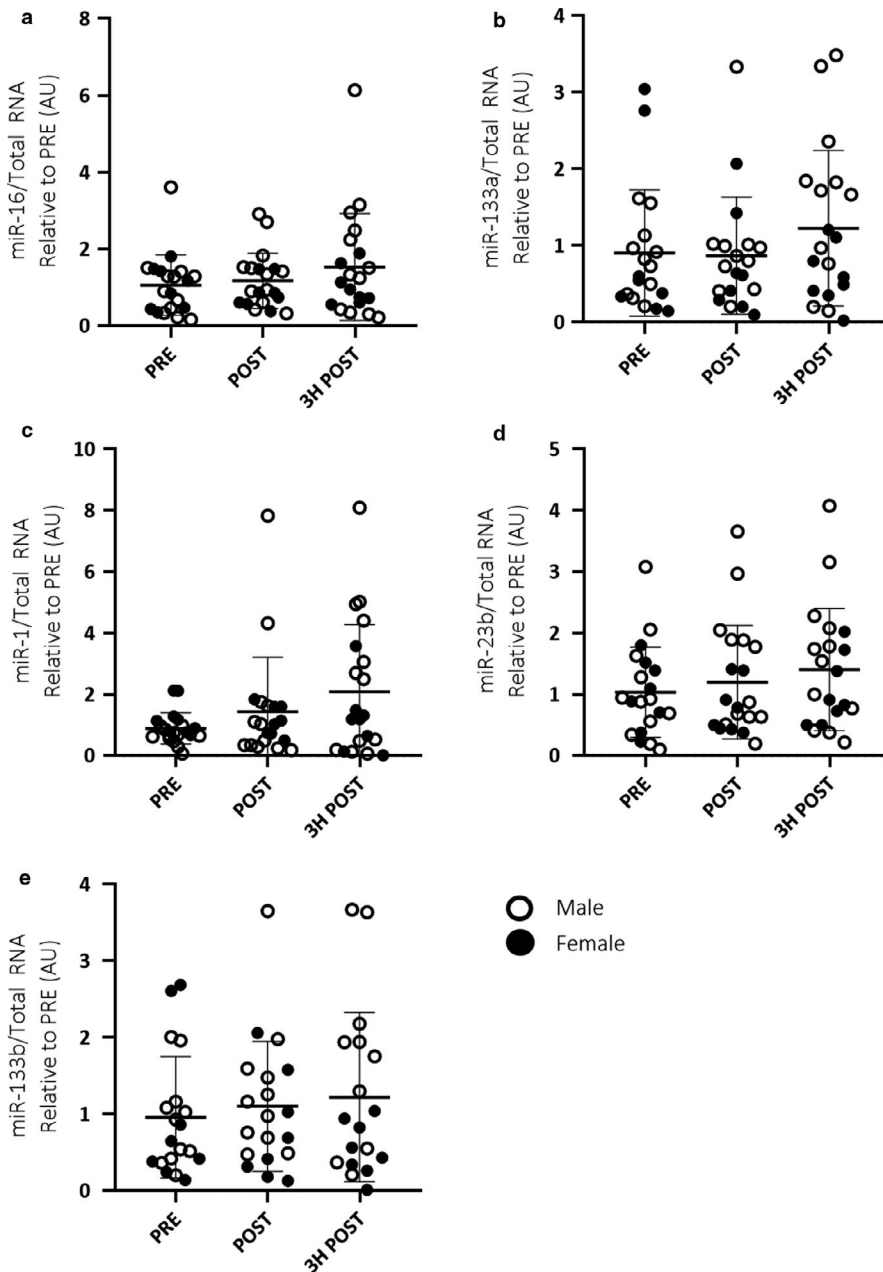 a
miR-16/Total RNA
Relative to PRE (AU)
8
6
4
2
0
PRE
POST
3H POST
b
miR-133a/Total RNA
Relative to PRE (AU)
4
3
2
1
0
PRE
POST
3H POST
c
miR-1/Total RNA
Relative to PRE (AU)
10
8
6
4
2
0
PRE
POST
3H POST
d
miR-23b/Total RNA
Relative to PRE (AU)
5
4
3
2
1
0
PRE
POST
3H POST
e
miR-133b/Total RNA
Relative to PRE (AU)
4
3
2
1
0
PRE
POST
3H POST
Male
Female